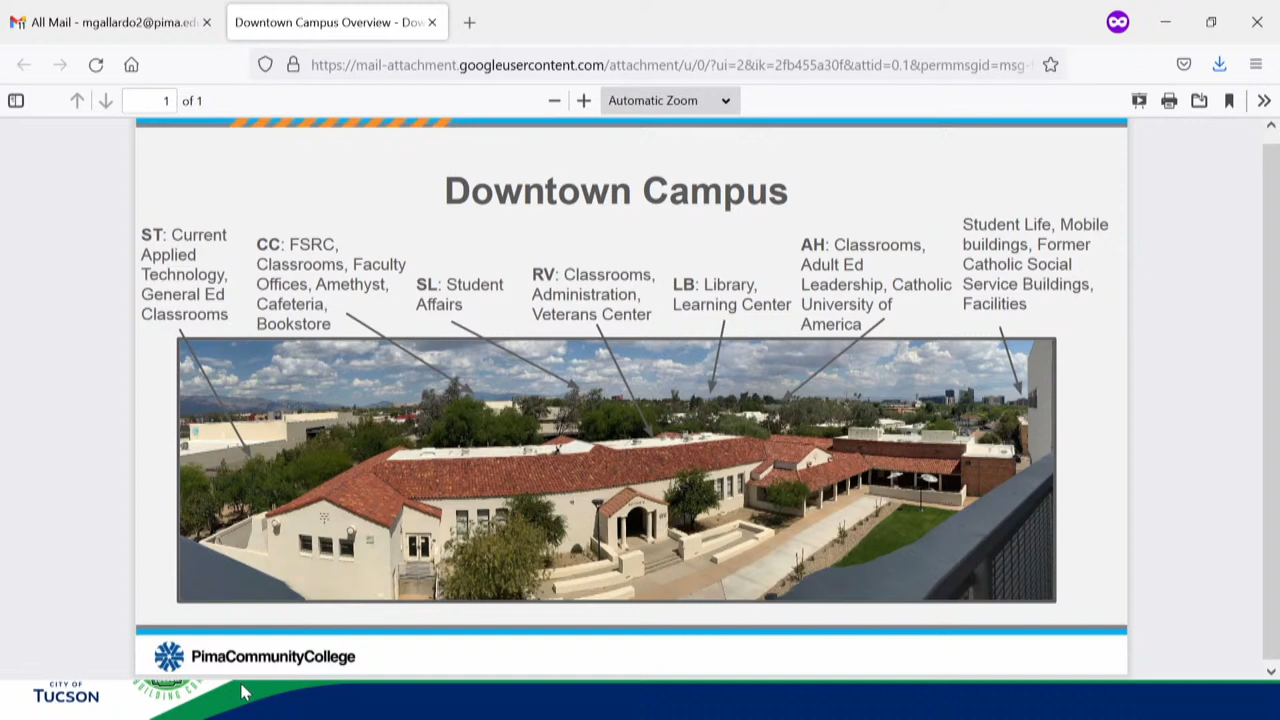 All Mail - mgallardo2@pima.ed
Downtown Campus Overview - Dow
https://mail-attachment.googleusercontent.com/attachment/u/0/?ui=2&ik=2fb455a30f&attid=0.1&permmsgid=msg-
1 of 1
Automatic Zoom
Downtown Campus
ST: Current
Applied
Technology,
General Ed
Classrooms
CC: FSRC,
Classrooms, Faculty
Offices, Amethyst,
Cafeteria,
Bookstore
SL: Student
Affairs
RV: Classrooms,
Administration,
Veterans Center
LB: Library,
Learning Center
AH: Classrooms,
Adult Ed
Leadership, Catholic
University of
America
Student Life, Mobile
buildings, Former
Catholic Social
Service Buildings,
Facilities
PimaCommunityCollege
CITY OF
TUCSON